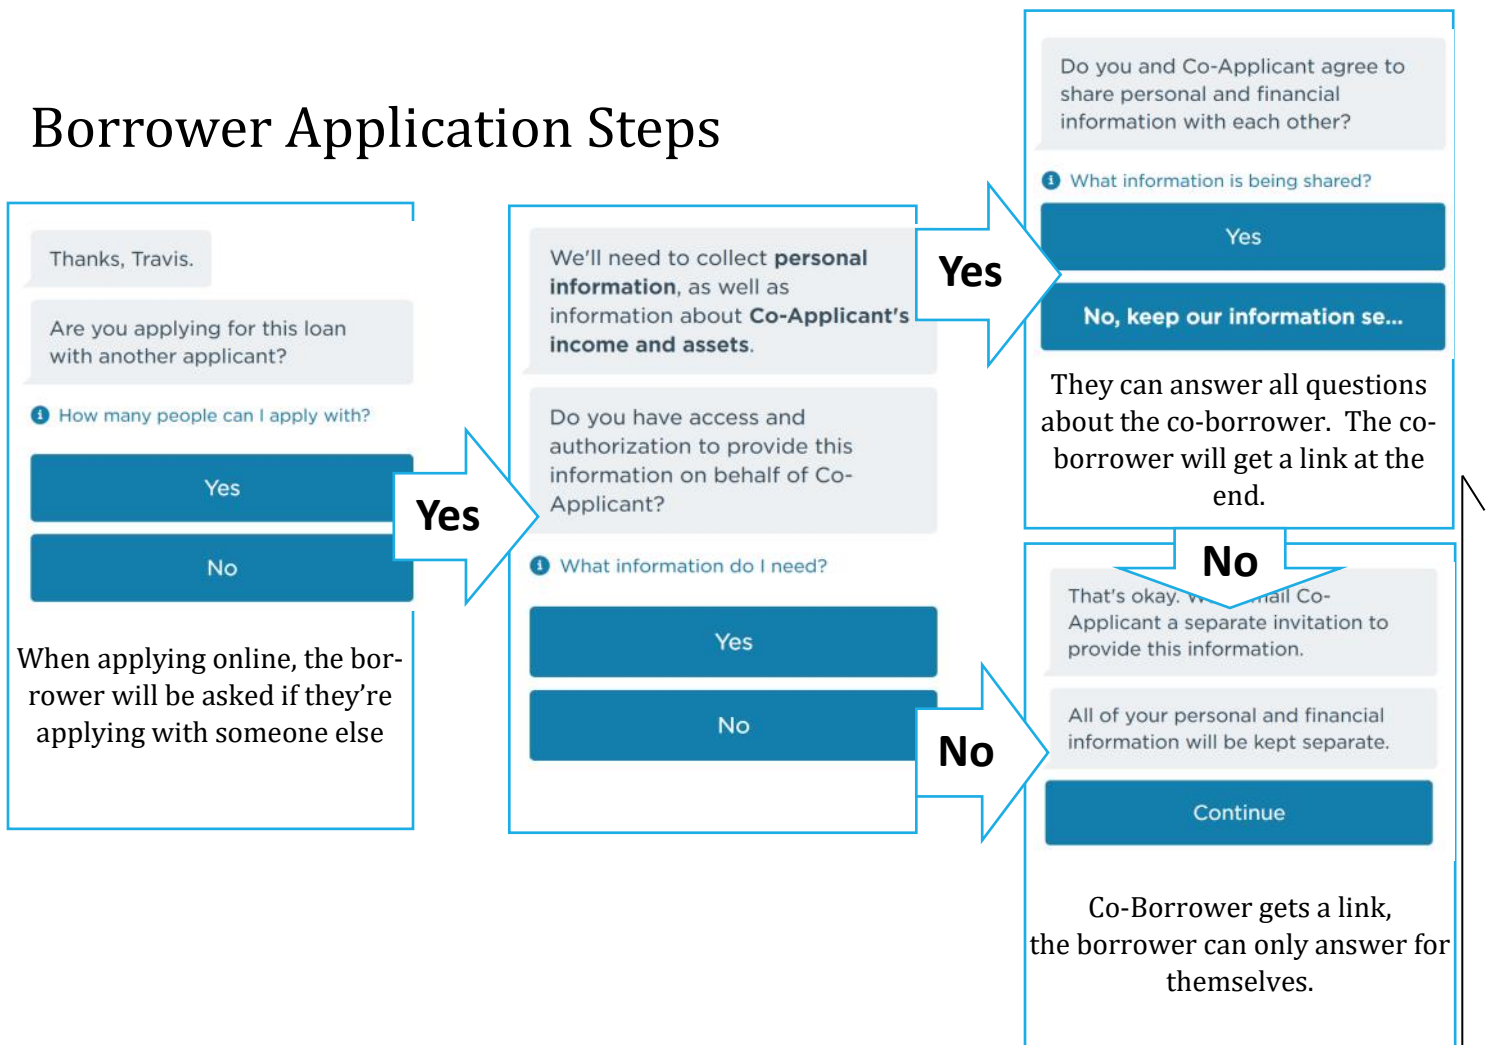 Borrower Application Steps
Thanks, Travis.
Are you applying for this loan
with another applicant?
How many people can I apply with?
Yes
No
When applying online, the bor-
rower will be asked if they’re
applying with someone else
Yes
We'll need to collect personal
information, as well as
information about Co-Applicant's
income and assets.
Do you have access and
authorization to provide this
information on behalf of Co-
Applicant?
What information do I need?
Yes
No
Yes
Do you and Co-Applicant agree to
share personal and financial
information with each other?
What information is being shared?
Yes
No, keep our information se...
They can answer all questions
about the co-borrower. The co-
borrower will get a link at the
end.
No
No
That's okay. Co-
Applicant a separate invitation to
provide this information.
All of your personal and financial
information will be kept separate.
Continue
Co-Borrower gets a link,
the borrower can only answer for
themselves.